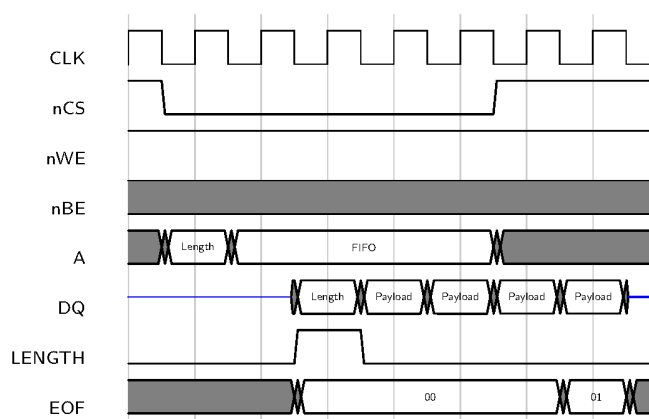 CLK
nCS
nWE
nBE
A Length FIFO
DQ Length Payload Payload Payload Payload
LENGTH
EOF 00 01